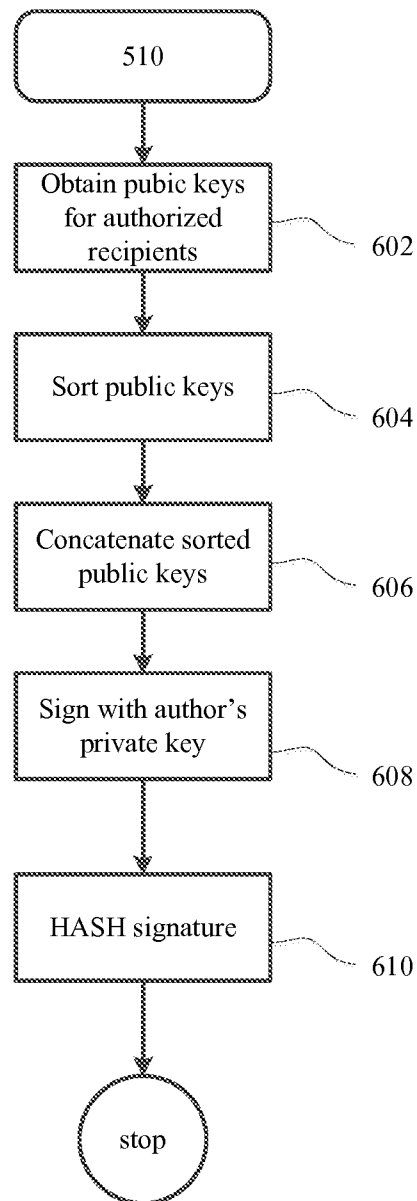 510
Obtain pubic keys
for authorized
recipients
602
Sort public keys
604
Concatenate sorted
public keys
606
Sign with author's
private key
608
HASH signature
610
stop